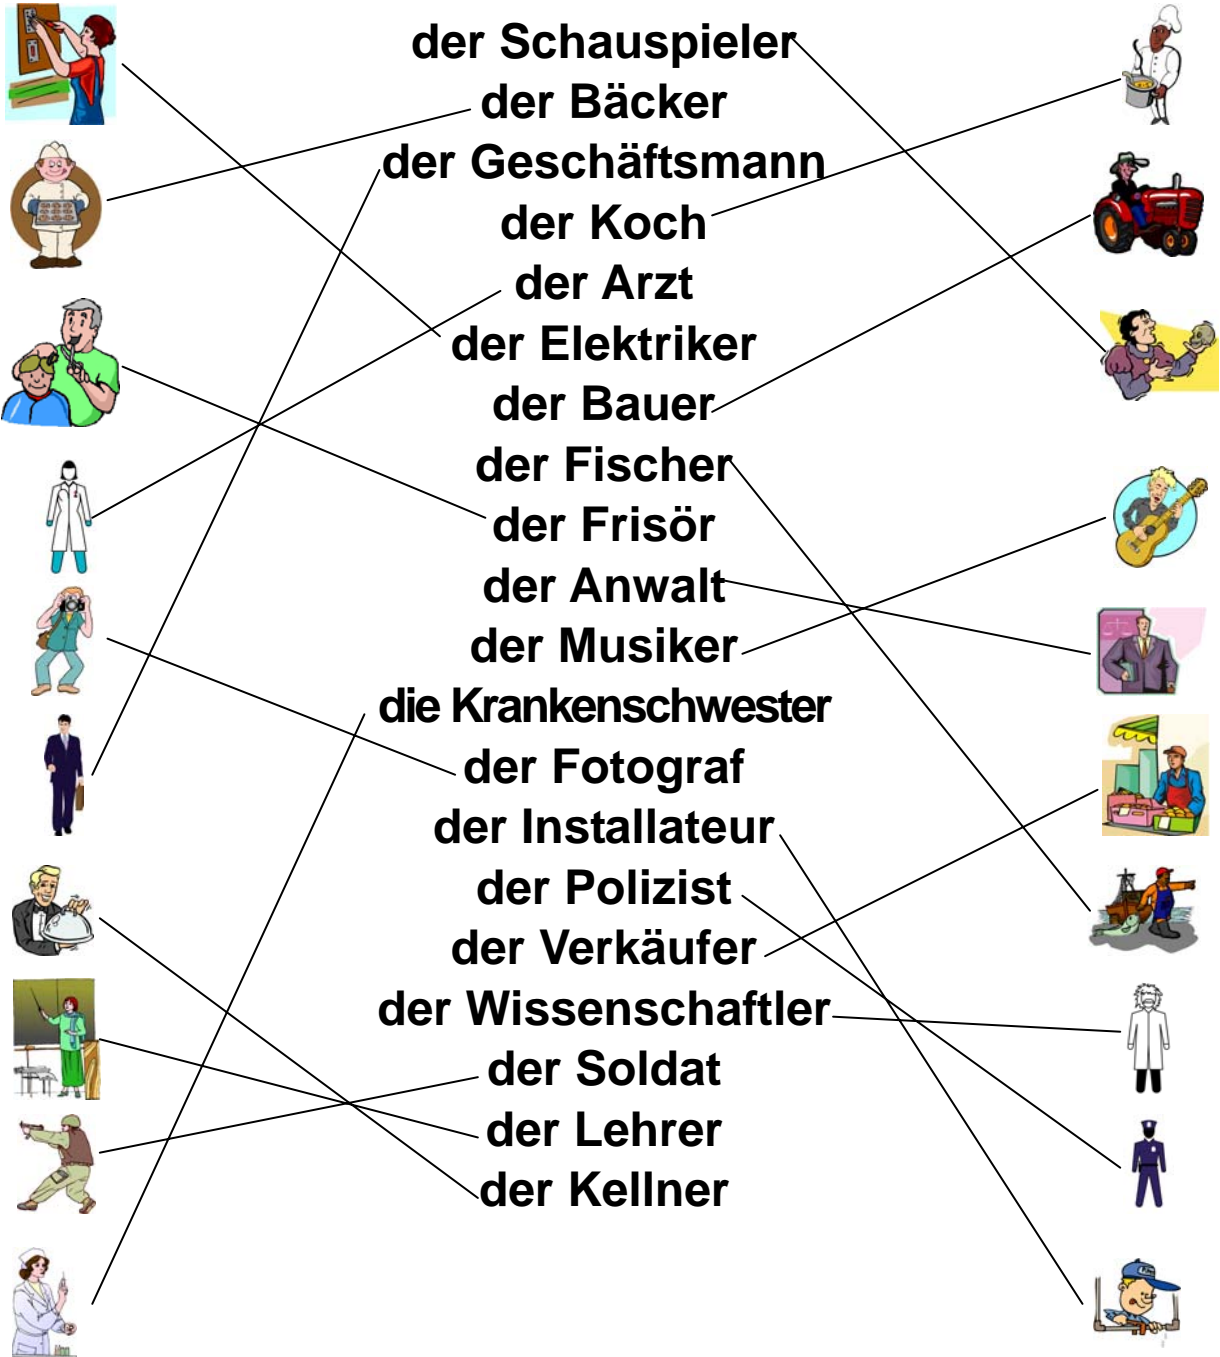 der Schauspieler
der Bäcker
der Geschäftsmann
der Koch
der Arzt
der Elektriker
der Bauer
der Fischer
der Frisör
der Anwalt
der Musiker
die Krankenschwester
der Fotograf
der Installateur
der Polizist
der Verkäufer
der Wissenschaftler
der Soldat
der Lehrer
der Kellner